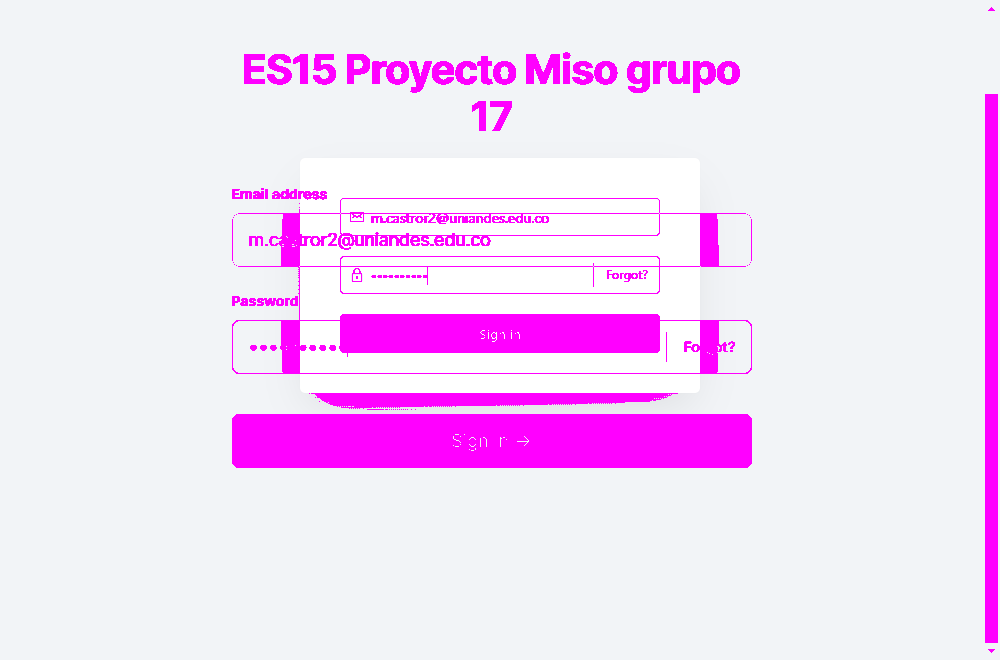 ES15 Proyecto Miso grupo
17
Email address
m.castror2@uniandes.edu.co
m.castror2@uniandes.edu.co
Forgot?
Password
Sign in
Forgot?
Sign in →